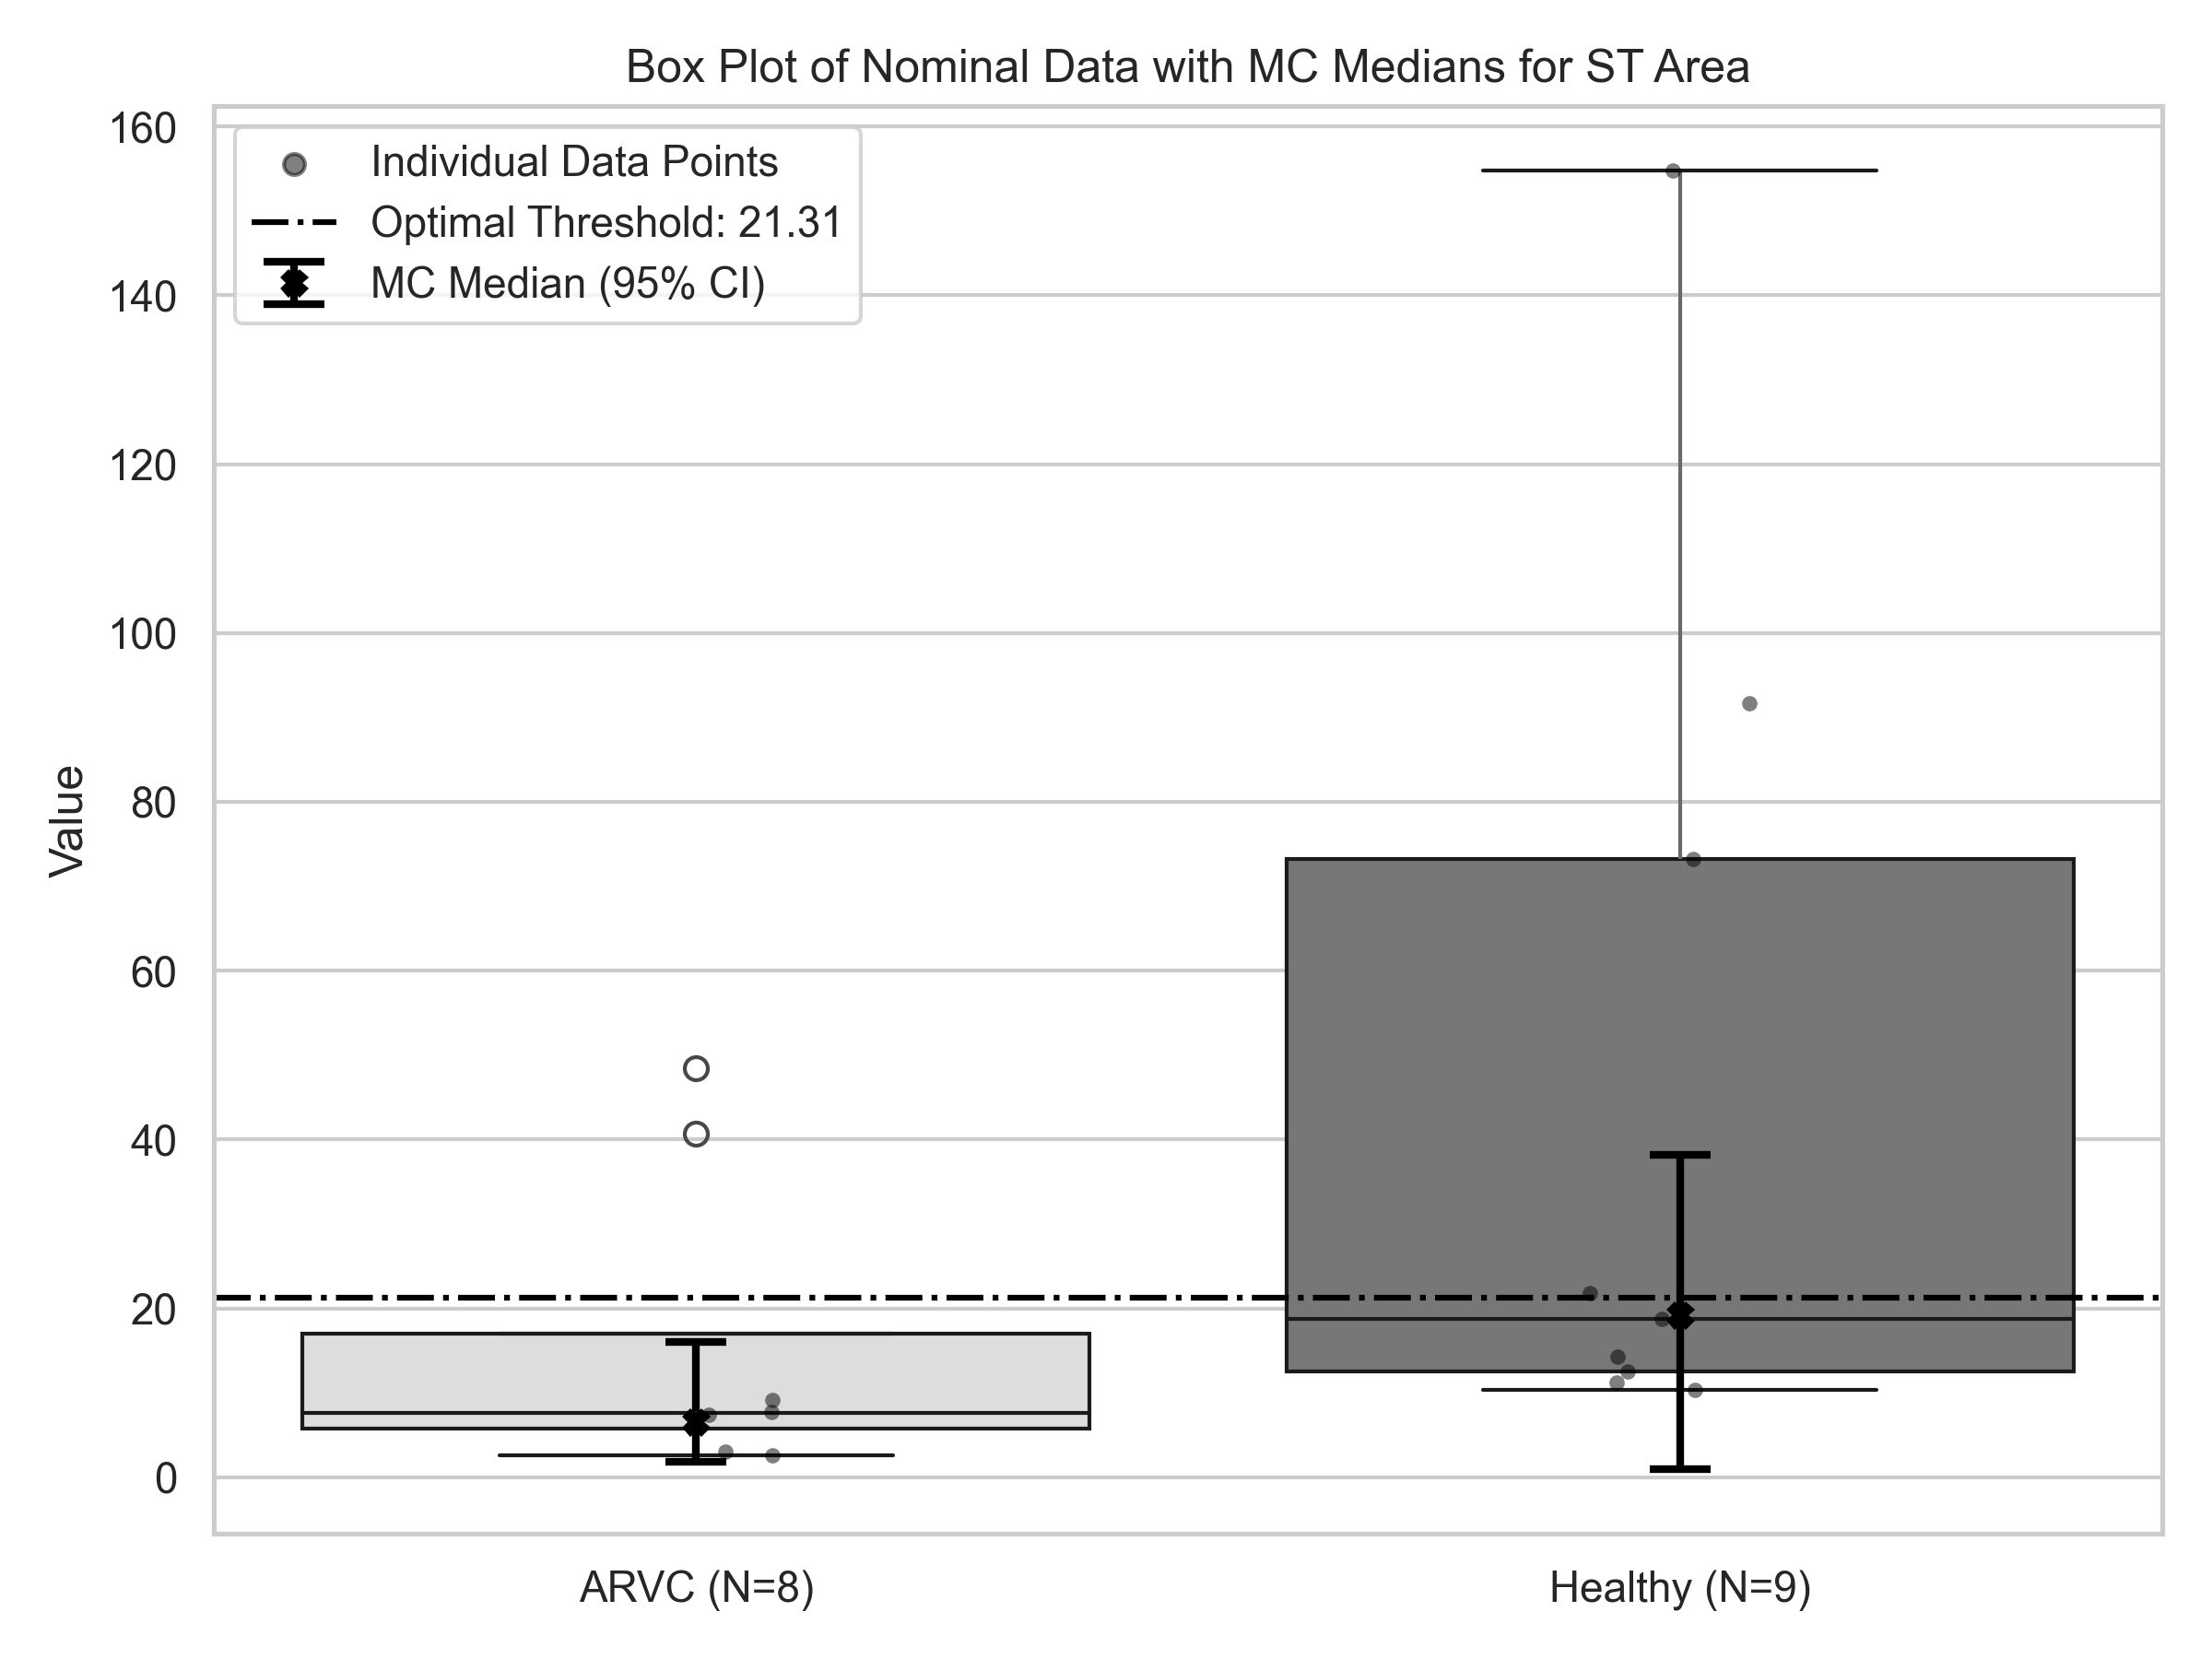 Box Plot of Nominal Data with MC Medians for ST Area
160
140
120
100
80
60
40
20
0
Value
Individual Data Points
Optimal Threshold: 21.31
MC Median (95% CI)
ARVC (N=8)
Healthy (N=9)